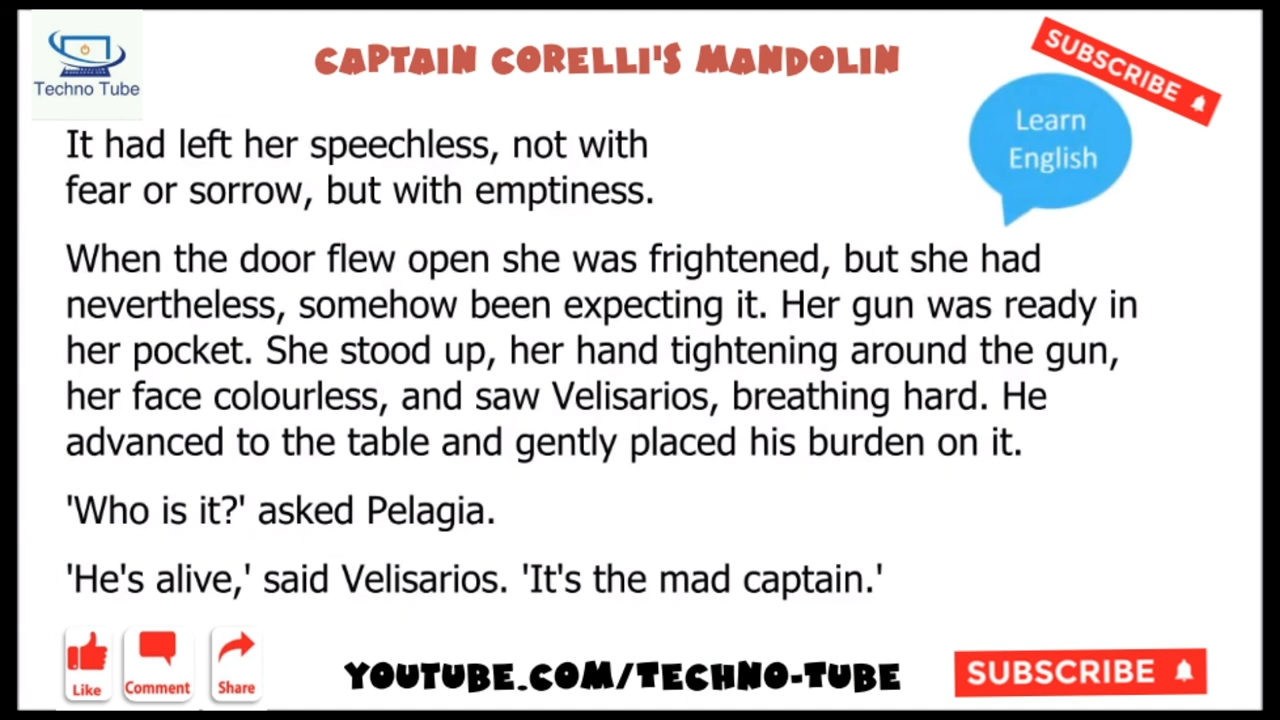 Techno Tube
CAPTAIN CORELLI'S MANDOLIN
SUBSCRIBE
Learn
English
It had left her speechless, not with
fear or sorrow, but with emptiness.
When the door flew open she was frightened, but she had
nevertheless, somehow been expecting it. Her gun was ready in
her pocket. She stood up, her hand tightening around the gun,
her face colourless, and saw Velisarios, breathing hard. He
advanced to the table and gently placed his burden on it.
'Who is it?' asked Pelagia.
'He's alive,' said Velisarios. 'It's the mad captain.'
Like
Comment
Share
YOUTUBE.COM/TECHNO-TUBE
SUBSCRIBE